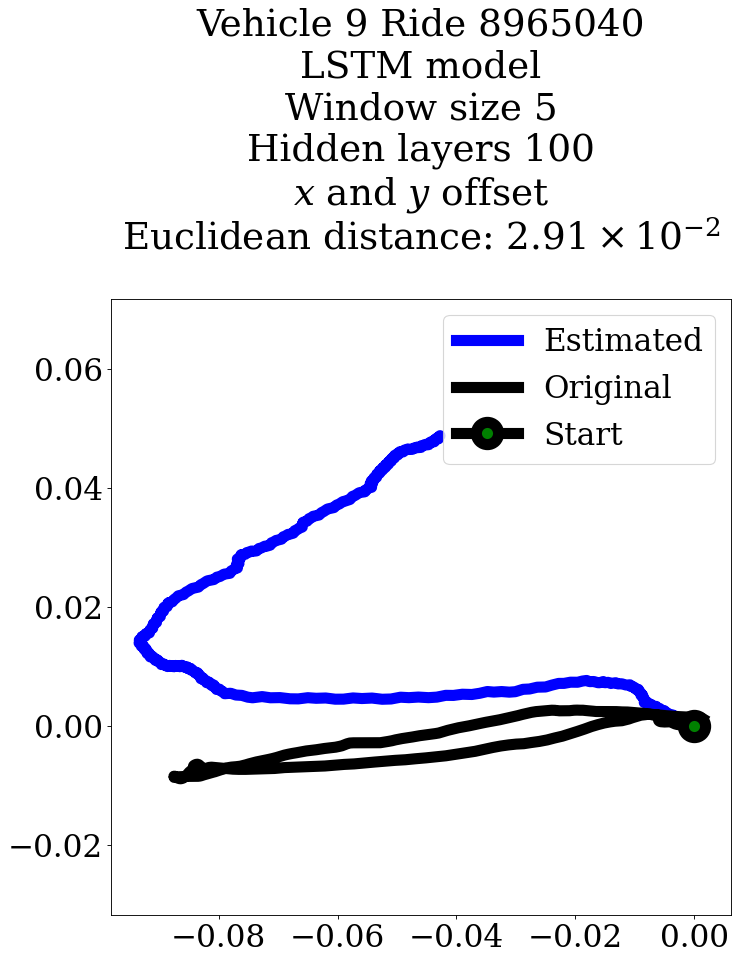 Vehicle 9 Ride 8965040
LSTM model
Window size 5
Hidden layers 100
x and y offset
Euclidean distance: 2.91 × 10⁻²
Estimated
Original
Start
0.06
0.04
0.02
0.00
−0.02
−0.08 −0.06 −0.04 −0.02 0.00